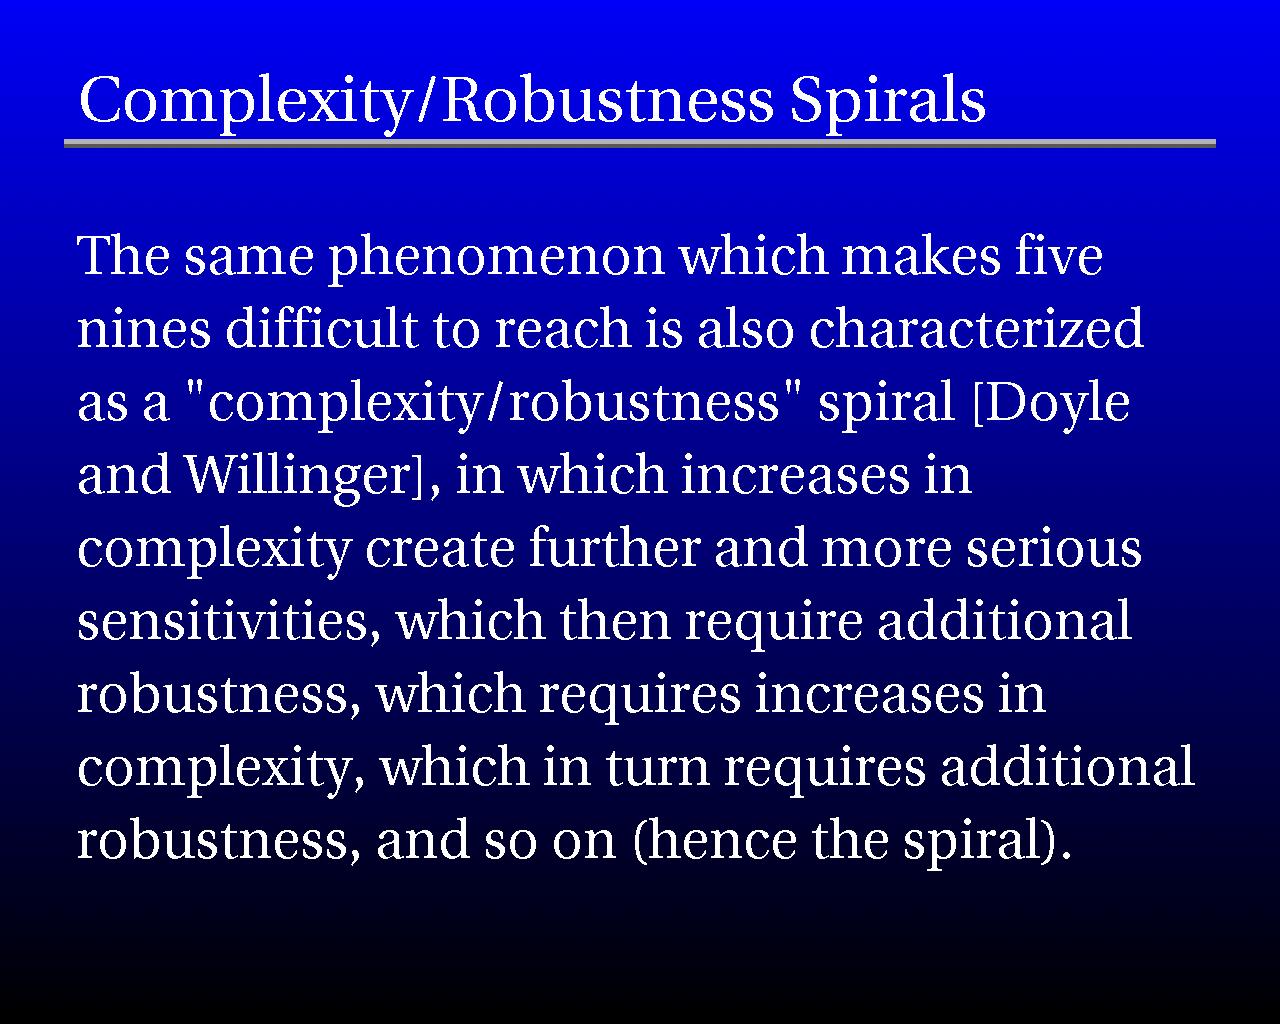 Complexity/Robustness Spirals
The same phenomenon which makes five
nines difficult to reach is also characterized
as a "complexity/robustness" spiral [Doyle
and Willinger], in which increases in
complexity create further and more serious
sensitivities, which then require additional
robustness, which requires increases in
complexity, which in turn requires additional
robustness, and so on (hence the spiral).